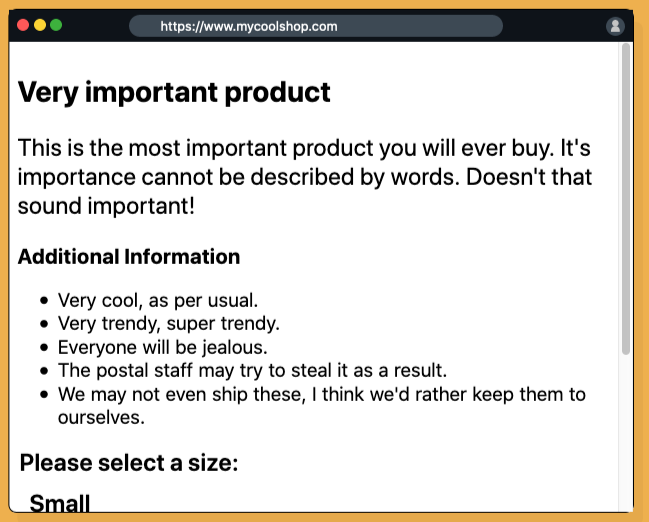 https://www.mycoolshop.com
Very important product
This is the most important product you will ever buy. It's
importance cannot be described by words. Doesn't that
sound important!
Additional Information
Very cool, as per usual.
Very trendy, super trendy.
Everyone will be jealous.
The postal staff may try to steal it as a result.
We may not even ship these, I think we'd rather keep them to
ourselves.
Please select a size:
Small